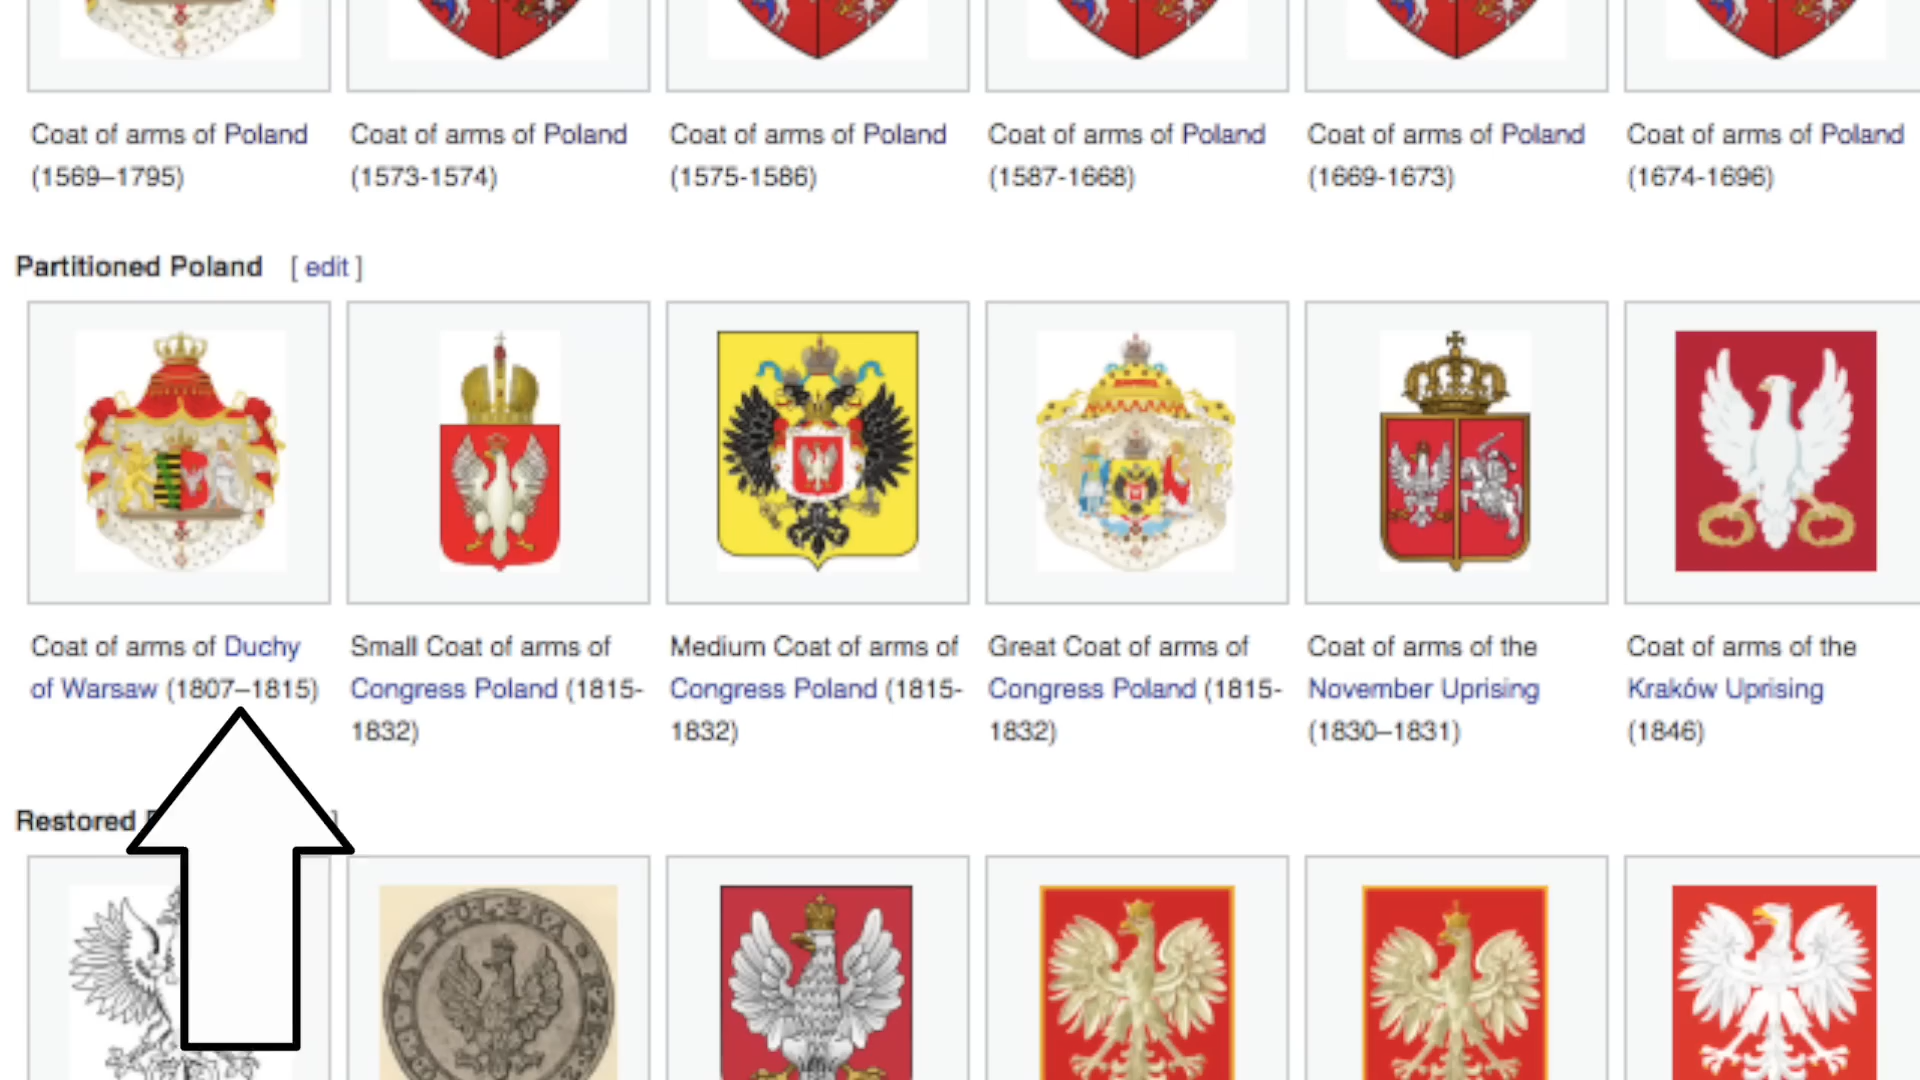 Coat of arms of Poland
(1569–1795)
Coat of arms of Poland
(1573-1574)
Coat of arms of Poland
(1575-1586)
Coat of arms of Poland
(1587-1668)
Coat of arms of Poland
(1669-1673)
Coat of arms of Poland
(1674-1696)
Partitioned Poland [ edit ]
Coat of arms of Duchy
of Warsaw (1807–1815)
Small Coat of arms of
Congress Poland (1815-
1832)
Medium Coat of arms of
Congress Poland (1815-
1832)
Great Coat of arms of
Congress Poland (1815-
1832)
Coat of arms of the
November Uprising
(1830–1831)
Coat of arms of the
Kraków Uprising
(1846)
Restored
POLSKA